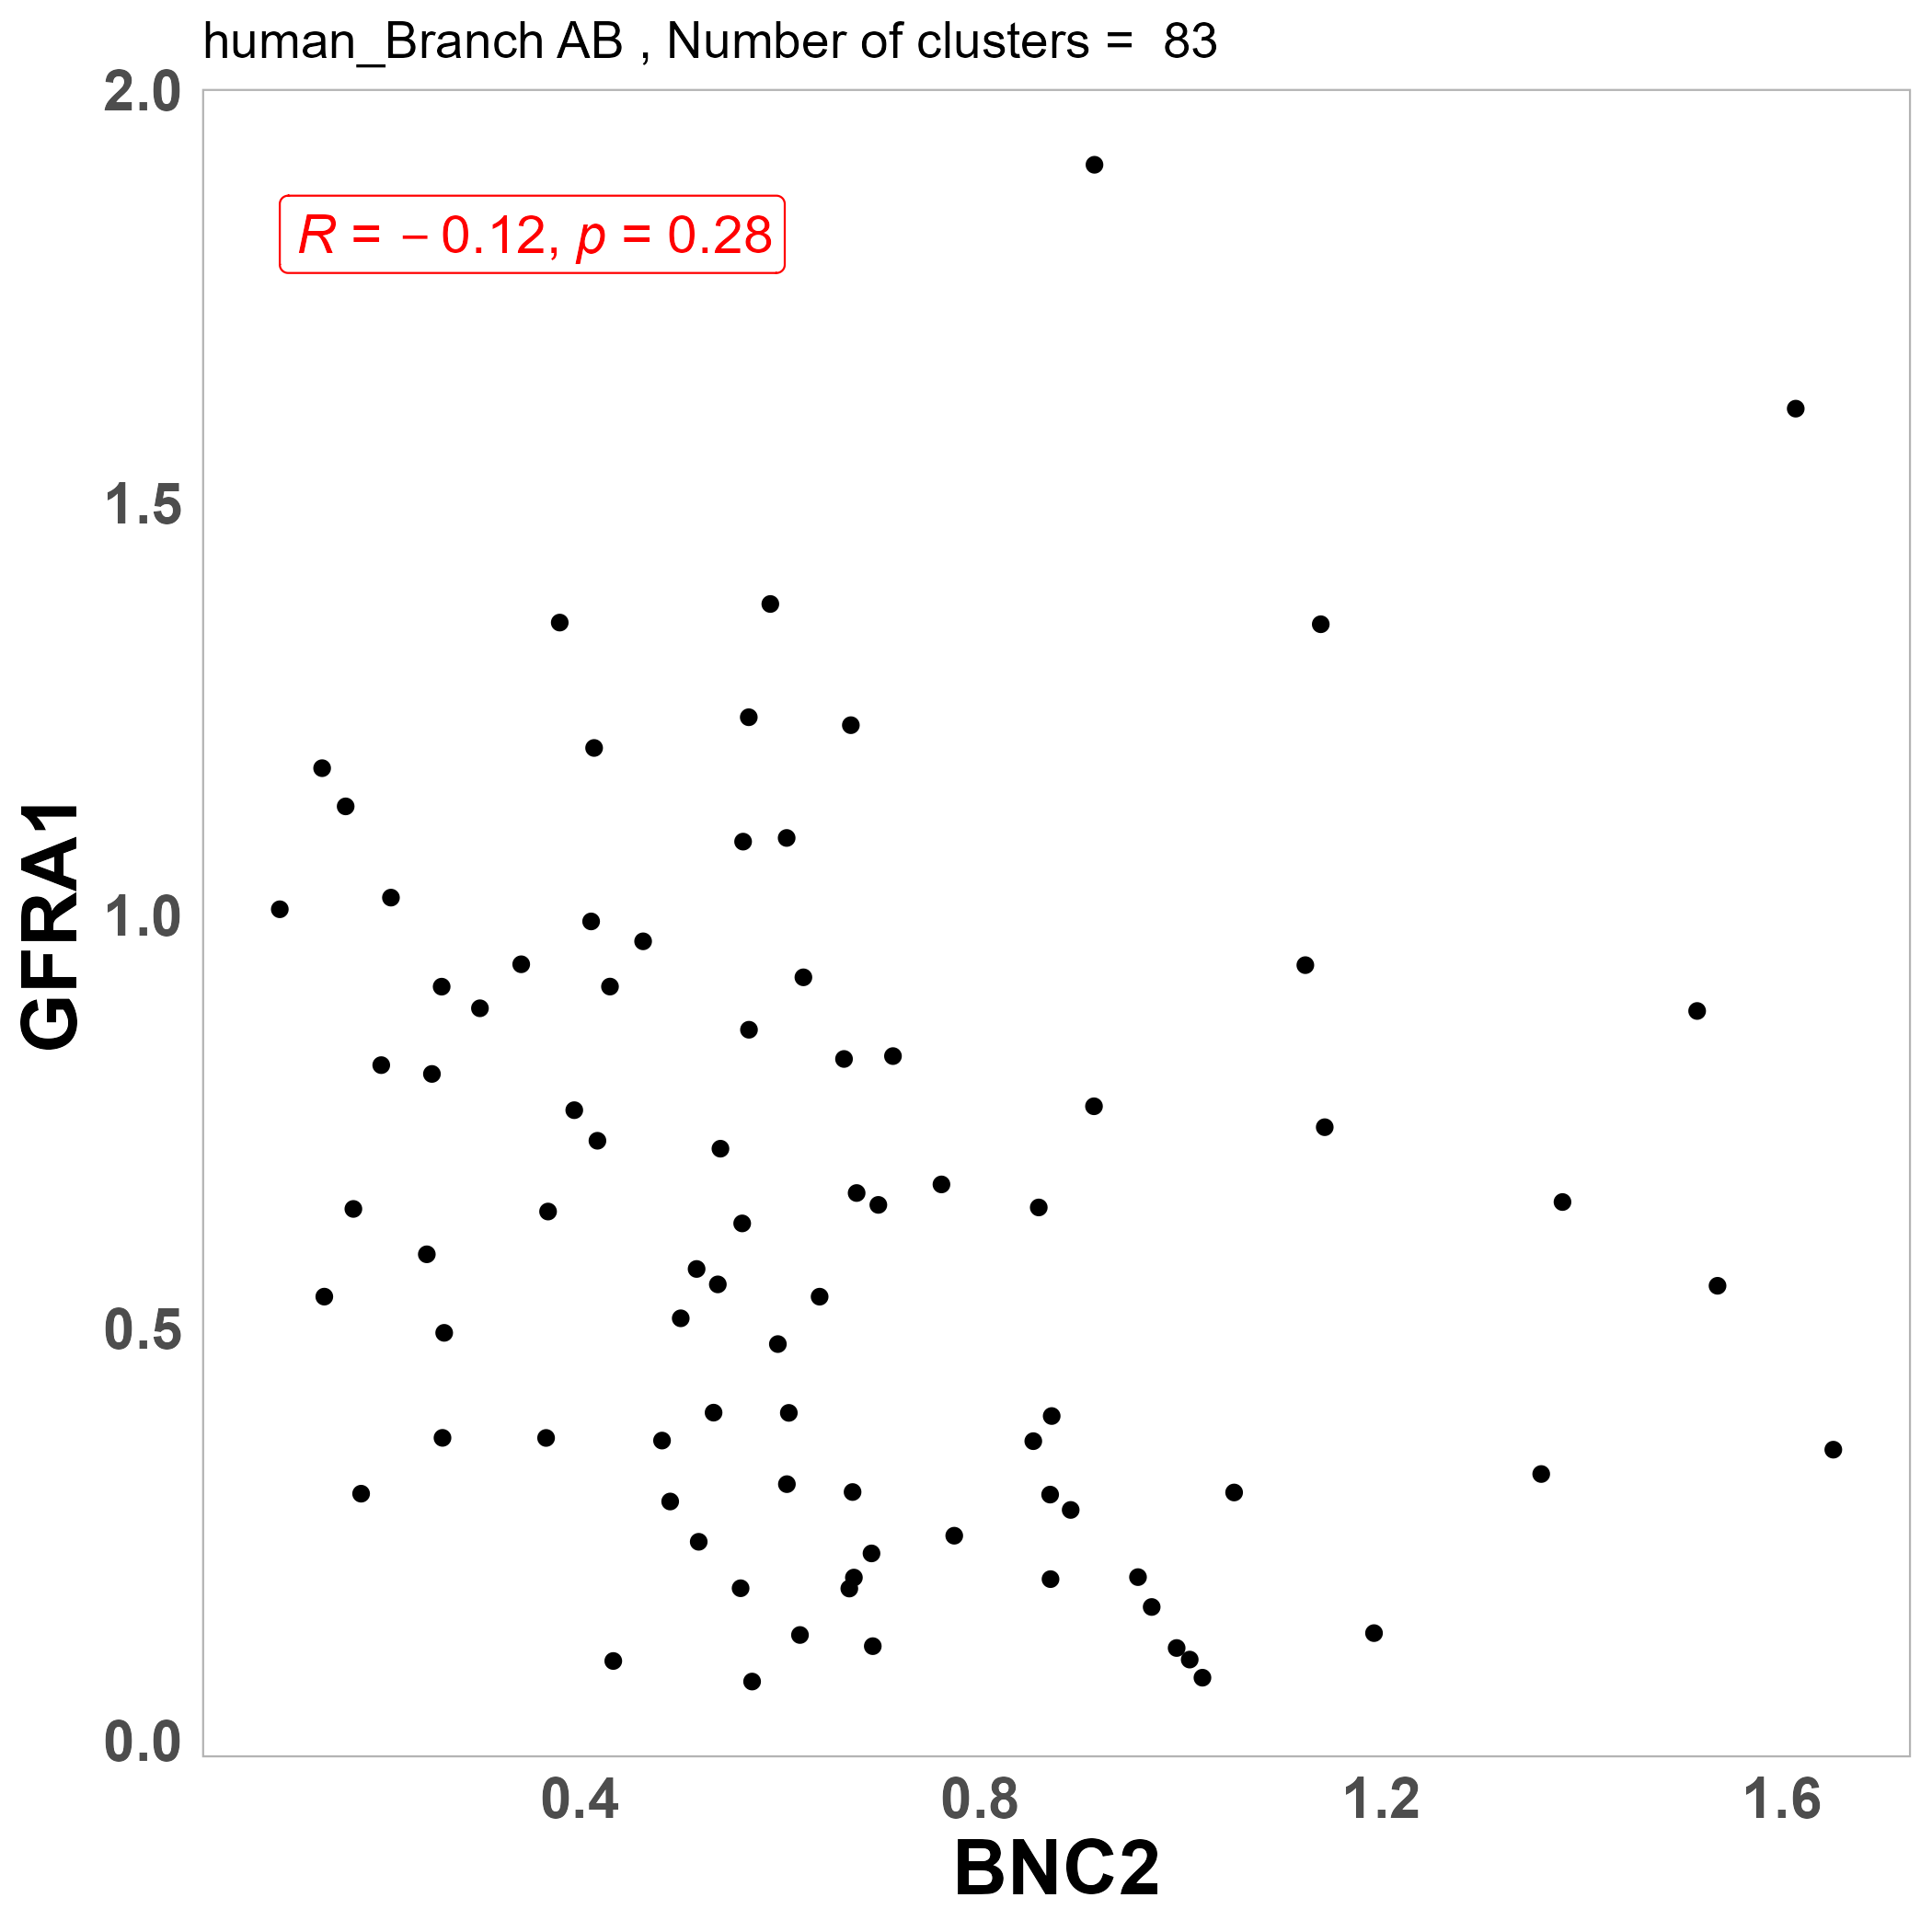 human_Branch AB , Number of clusters =  83
2.0
R = − 0.12, p = 0.28
1.5
1.0
0.5
0.0
GFRA1
0.4 0.8 1.2 1.6
BNC2